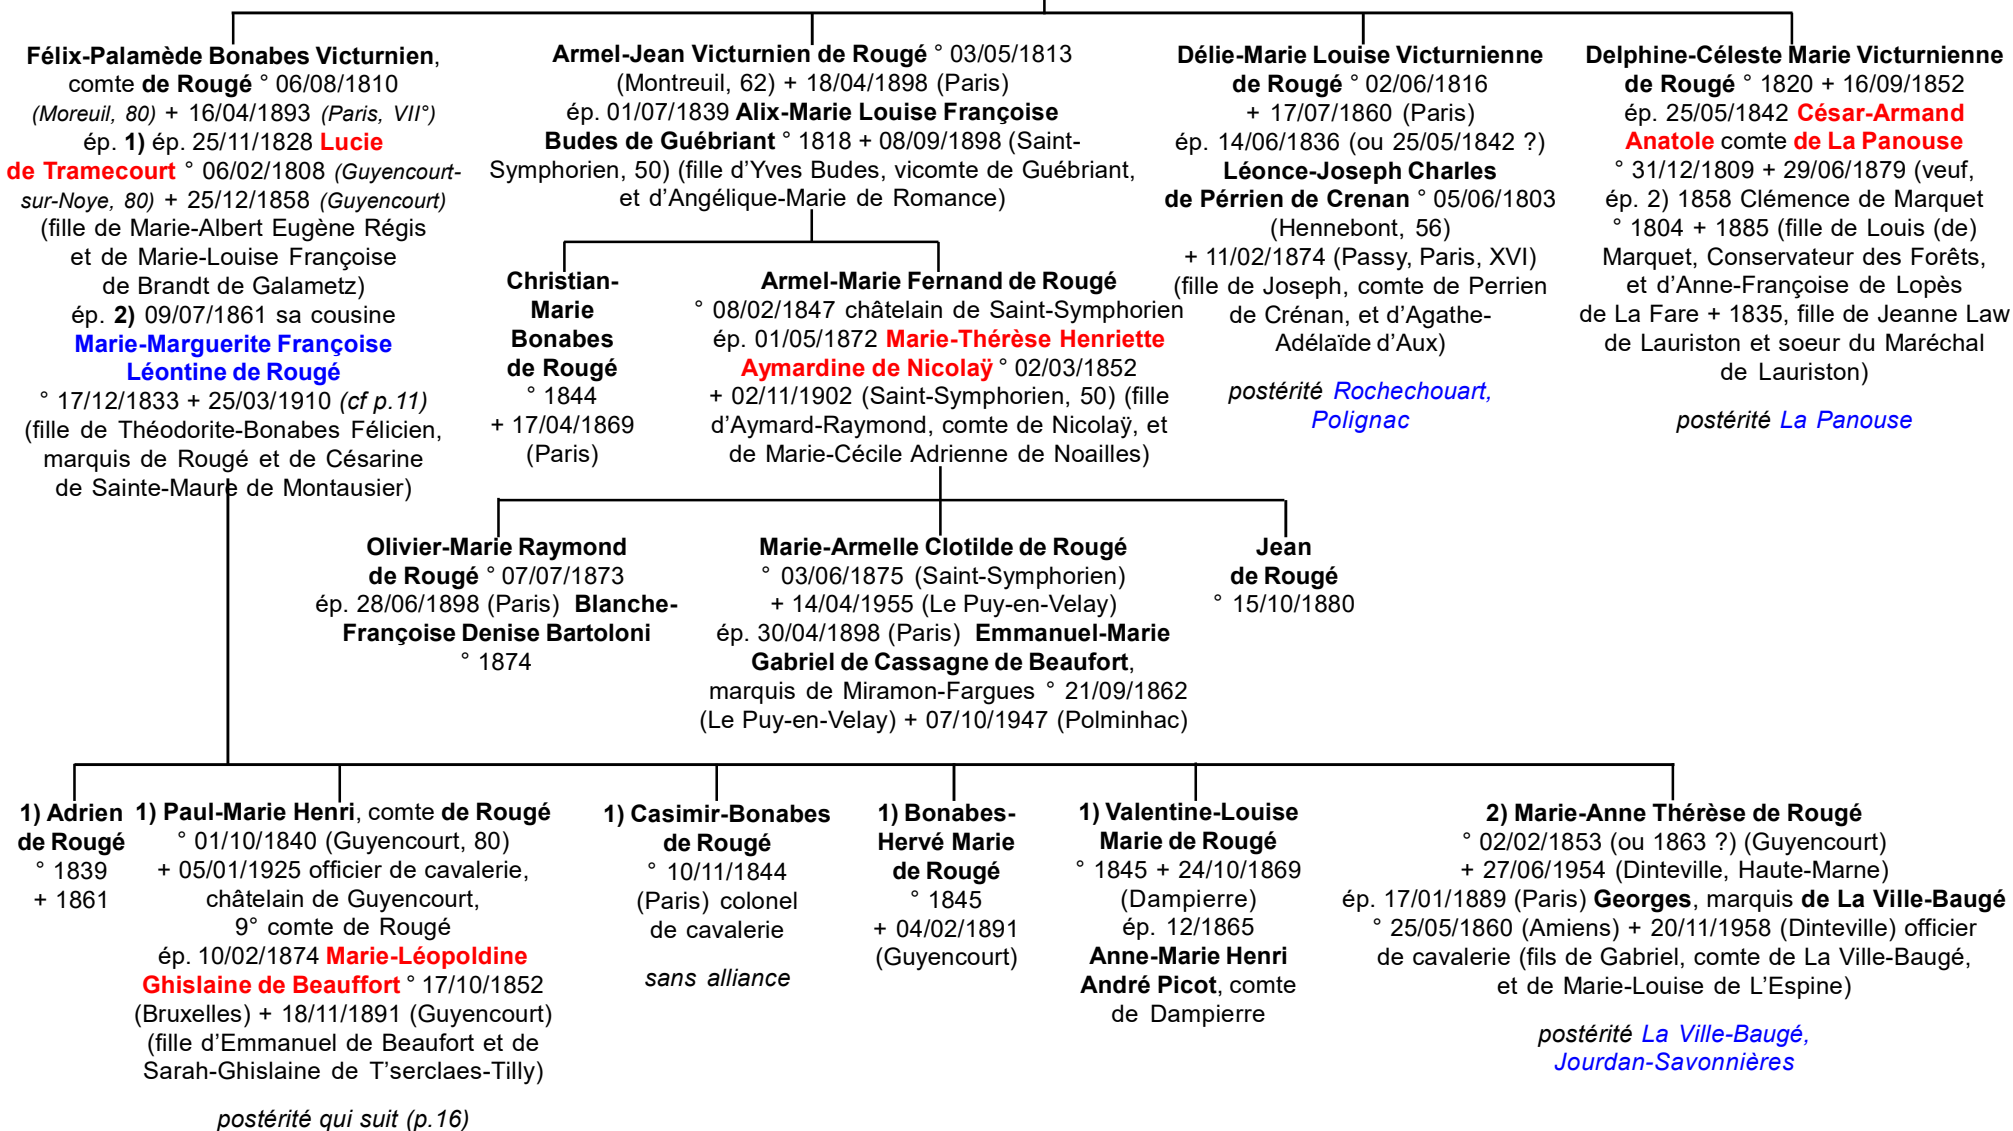 Félix-Palamède Bonabes Victurnien,
comte de Rougé ° 06/08/1810
(Moreuil, 80) + 16/04/1893 (Paris, VII°)
ép. 1) ép. 25/11/1828 Lucie
de Tramecourt ° 06/02/1808 (Guyencourt-
sur-Noye, 80) + 25/12/1858 (Guyencourt)
(fille de Marie-Albert Eugène Régis
et de Marie-Louise Françoise
de Brandt de Galametz)
ép. 2) 09/07/1861 sa cousine
Marie-Marguerite Françoise
Léontine de Rougé
° 17/12/1833 + 25/03/1910 (cf p.11)
(fille de Théodorite-Bonabes Félicien,
marquis de Rougé et de Césarine
de Sainte-Maure de Montausier)
Armel-Jean Victurnien de Rougé ° 03/05/1813
(Montreuil, 62) + 18/04/1898 (Paris)
ép. 01/07/1839 Alix-Marie Louise Françoise
Budes de Guébriant ° 1818 + 08/09/1898 (Saint-
Symphorien, 50) (fille d'Yves Budes, vicomte de Guébriant,
et d'Angélique-Marie de Romance)
Délie-Marie Louise Victurnienne
de Rougé ° 02/06/1816
+ 17/07/1860 (Paris)
ép. 14/06/1836 (ou 25/05/1842 ?)
Léonce-Joseph Charles
de Pérrien de Crenan ° 05/06/1803
(Hennebont, 56)
+ 11/02/1874 (Passy, Paris, XVI)
(fille de Joseph, comte de Perrien
de Crénan, et d'Agathe-
Adélaïde d'Aux)
postérité Rochechouart,
Polignac
Delphine-Céleste Marie Victurnienne
de Rougé ° 1820 + 16/09/1852
ép. 25/05/1842 César-Armand
Anatole comte de La Panouse
° 31/12/1809 + 29/06/1879 (veuf,
ép. 2) 1858 Clémence de Marquet
° 1804 + 1885 (fille de Louis (de)
Marquet, Conservateur des Forêts,
et d'Anne-Françoise de Lopès
de La Fare + 1835, fille de Jeanne Law
de Lauriston et soeur du Maréchal
de Lauriston)
postérité La Panouse
Christian-
Marie
Bonabes
de Rougé
° 1844
+ 17/04/1869
(Paris)
Armel-Marie Fernand de Rougé
° 08/02/1847 châtelain de Saint-Symphorien
ép. 01/05/1872 Marie-Thérèse Henriette
Aymardine de Nicolaÿ ° 02/03/1852
+ 02/11/1902 (Saint-Symphorien, 50) (fille
d'Aymard-Raymond, comte de Nicolaÿ, et
de Marie-Cécile Adrienne de Noailles)
Olivier-Marie Raymond
de Rougé ° 07/07/1873
ép. 28/06/1898 (Paris) Blanche-
Françoise Denise Bartoloni
° 1874
Marie-Armelle Clotilde de Rougé
° 03/06/1875 (Saint-Symphorien)
+ 14/04/1955 (Le Puy-en-Velay)
ép. 30/04/1898 (Paris) Emmanuel-Marie
Gabriel de Cassagne de Beaufort,
marquis de Miramon-Fargues ° 21/09/1862
(Le Puy-en-Velay) + 07/10/1947 (Polminhac)
Jean
de Rougé
° 15/10/1880
1) Adrien
de Rougé
° 1839
+ 1861
1) Paul-Marie Henri, comte de Rougé
° 01/10/1840 (Guyencourt, 80)
+ 05/01/1925 officier de cavalerie,
châtelain de Guyencourt,
9° comte de Rougé
ép. 10/02/1874 Marie-Léopoldine
Ghislaine de Beauffort ° 17/10/1852
(Bruxelles) + 18/11/1891 (Guyencourt)
(fille d'Emmanuel de Beaufort et de
Sarah-Ghislaine de T'serclaes-Tilly)
postérité qui suit (p.16)
1) Casimir-Bonabes
de Rougé
° 10/11/1844
(Paris) colonel
de cavalerie
sans alliance
1) Bonabes-
Hervé Marie
de Rougé
° 1845
+ 04/02/1891
(Guyencourt)
1) Valentine-Louise
Marie de Rougé
° 1845 + 24/10/1869
(Dampierre)
ép. 12/1865
Anne-Marie Henri
André Picot, comte
de Dampierre
2) Marie-Anne Thérèse de Rougé
° 02/02/1853 (ou 1863 ?) (Guyencourt)
+ 27/06/1954 (Dinteville, Haute-Marne)
ép. 17/01/1889 (Paris) Georges, marquis de La Ville-Baugé
° 25/05/1860 (Amiens) + 20/11/1958 (Dinteville) officier
de cavalerie (fils de Gabriel, comte de La Ville-Baugé,
et de Marie-Louise de L'Espine)
postérité La Ville-Baugé,
Jourdan-Savonnières